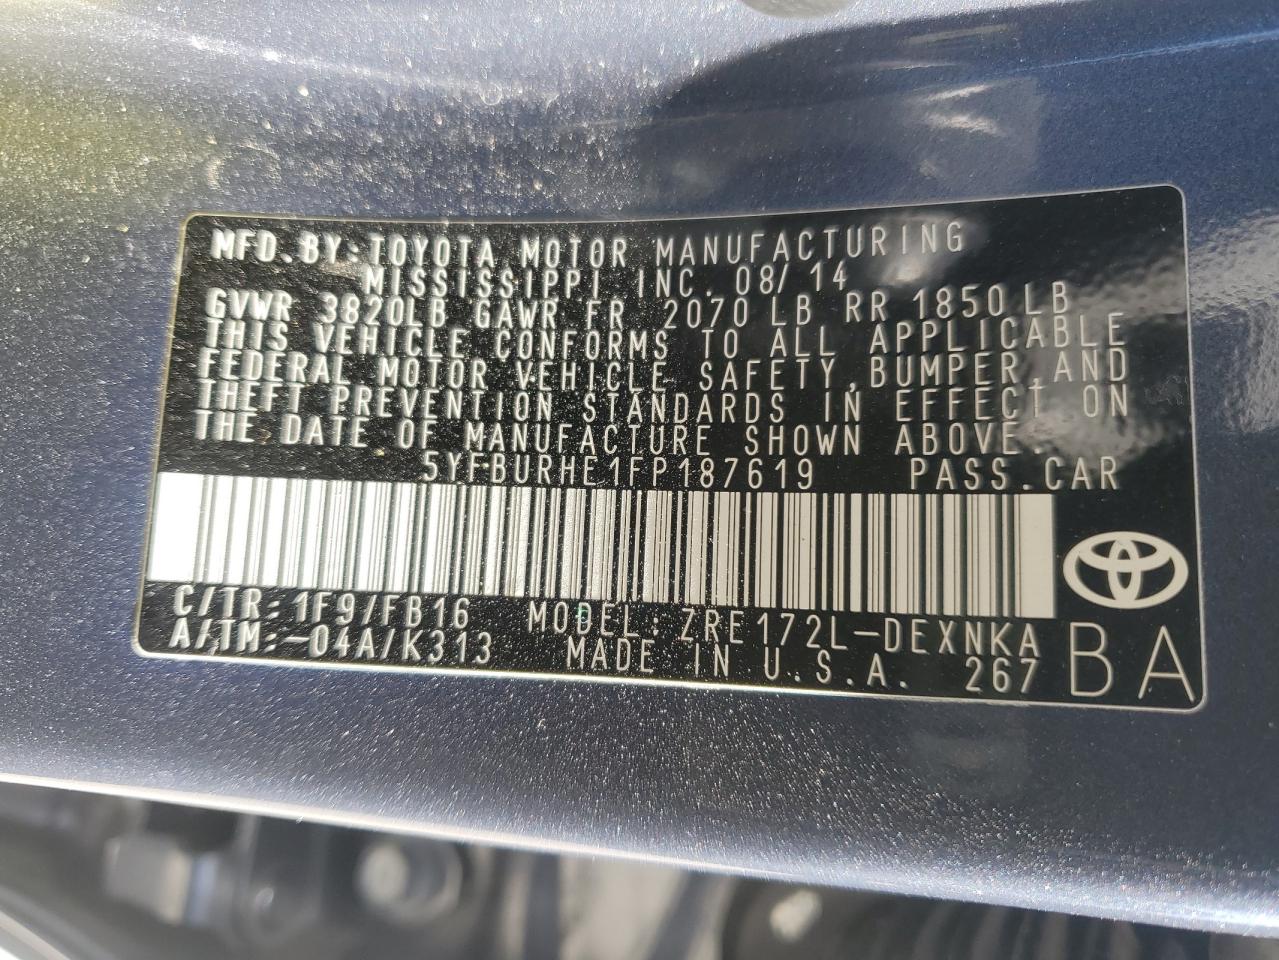 MFD.BY:TOYOTA MOTOR MANUFACTURING
MISSISSIPPI INC. 08/14
GVWR 3820LB GAWR FR 2070 LB RR 1850LB
THIS VEHICLE CONFORMS TO ALL APPLICABLE
FEDERAL MOTOR VEHICLE SAFETY,BUMPER,AND
THEFT PREVENTION STANDARDS IN EFFECT ON
THE DATE OF MANUFACTURE SHOWN ABOVE.
5YFBURHE1FP187619 PASS.CAR
C/TR:1F9/FB16 MODEL:ZRE172L-DEXNKA
A/TM:-04A/K313 MADE IN U.S.A. 267 BA